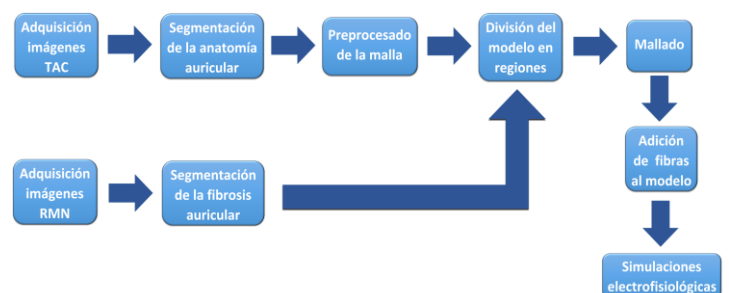 Adquisición
imágenes
TAC
Segmentación
de la anatomía
auricular
Preprocesado
de la malla
División del
modelo en
regiones
Mallado
Adición
de fibras
al modelo
Adquisición
imágenes
RMN
Segmentación
de la fibrosis
auricular
Simulaciones
electrofisiológicas